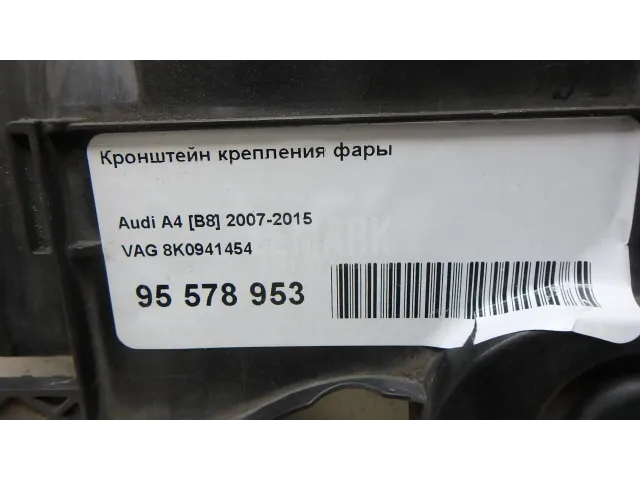 Кронштейн крепления фары
Audi A4 [B8] 2007-2015
VAG 8K0941454
95 578 953